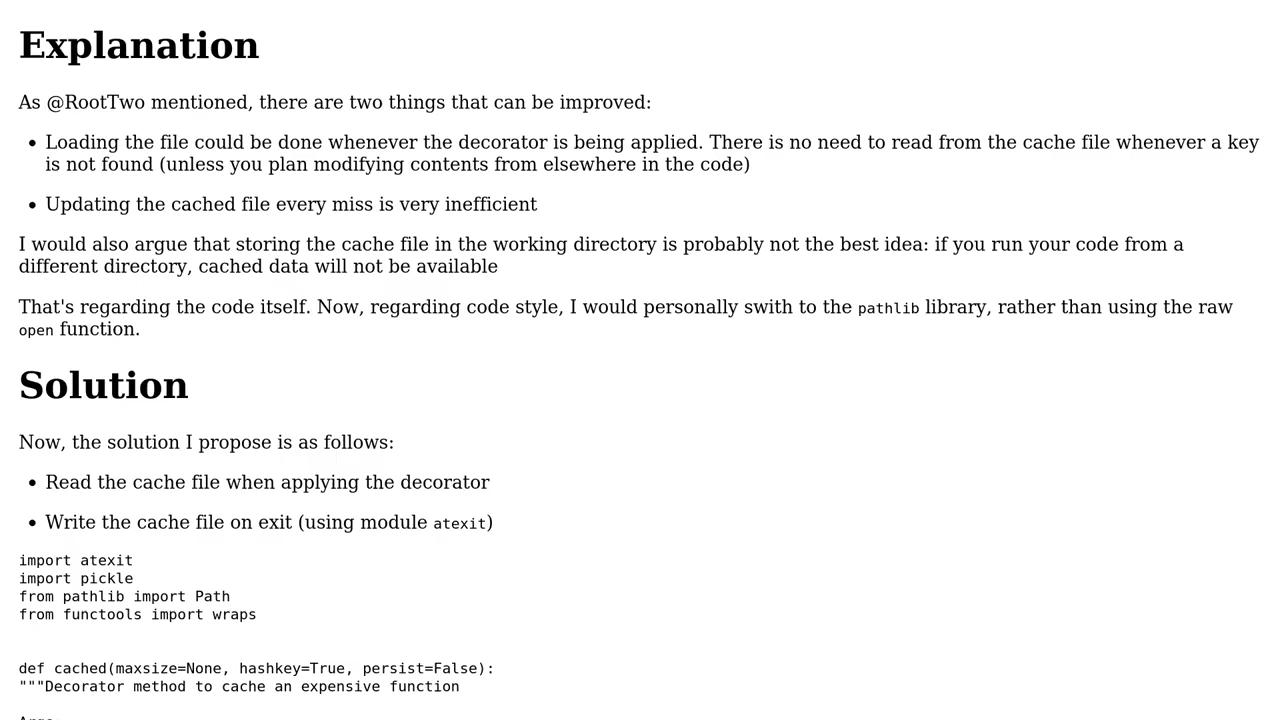 Explanation
As @RootTwo mentioned, there are two things that can be improved:
• Loading the file could be done whenever the decorator is being applied. There is no need to read from the cache file whenever a key
is not found (unless you plan modifying contents from elsewhere in the code)
• Updating the cached file every miss is very inefficient
I would also argue that storing the cache file in the working directory is probably not the best idea: if you run your code from a
different directory, cached data will not be available
That's regarding the code itself. Now, regarding code style, I would personally swith to the pathlib library, rather than using the raw
open function.
Solution
Now, the solution I propose is as follows:
• Read the cache file when applying the decorator
• Write the cache file on exit (using module atexit)
import atexit
import pickle
from pathlib import Path
from functools import wraps
def cached(maxsize=None, hashkey=True, persist=False):
"""Decorator method to cache an expensive function